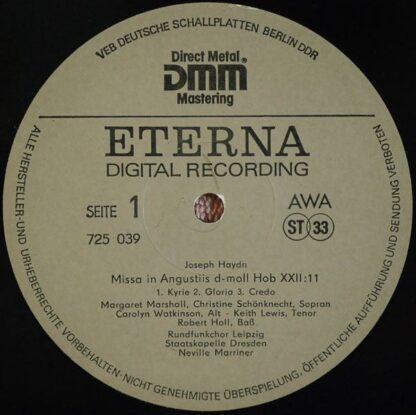 VEB DEUTSCHE SCHALLPLATTEN BERLIN DDR
Direct Metal
DMM®
Mastering
ETERNA
DIGITAL RECORDING
SEITE 1
725 039
AWA
ST 33
Joseph Haydn
Missa in Angustiis d-moll Hob XXII:11
1. Kyrie 2. Gloria 3. Credo
Margaret Marshall, Christine Schönknecht, Sopran
Carolyn Watkinson, Alt - Keith Lewis, Tenor
Robert Holl, Baß
Rundfunkchor Leipzig
Staatskapelle Dresden
Neville Marriner
ALLE HERSTELLER- UND URHEBERRECHTE VORBEHALTEN · NICHT GENEHMIGTE ÜBERSPIELUNG, ÖFFENTLICHE AUFFÜHRUNG UND SENDUNG VERBOTEN